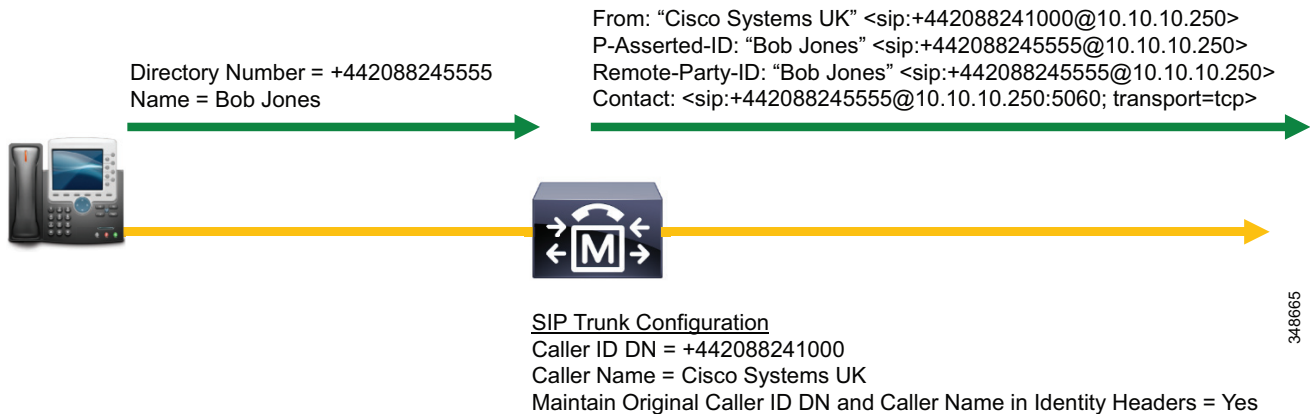 From: “Cisco Systems UK” <sip:+442088241000@10.10.10.250>
P-Asserted-ID: “Bob Jones” <sip:+442088245555@10.10.10.250>
Remote-Party-ID: “Bob Jones” <sip:+442088245555@10.10.10.250>
Contact: <sip:+442088245555@10.10.10.250:5060; transport=tcp>
Directory Number = +442088245555
Name = Bob Jones
M
SIP Trunk Configuration
Caller ID DN = +442088241000
Caller Name = Cisco Systems UK
Maintain Original Caller ID DN and Caller Name in Identity Headers = Yes
348665